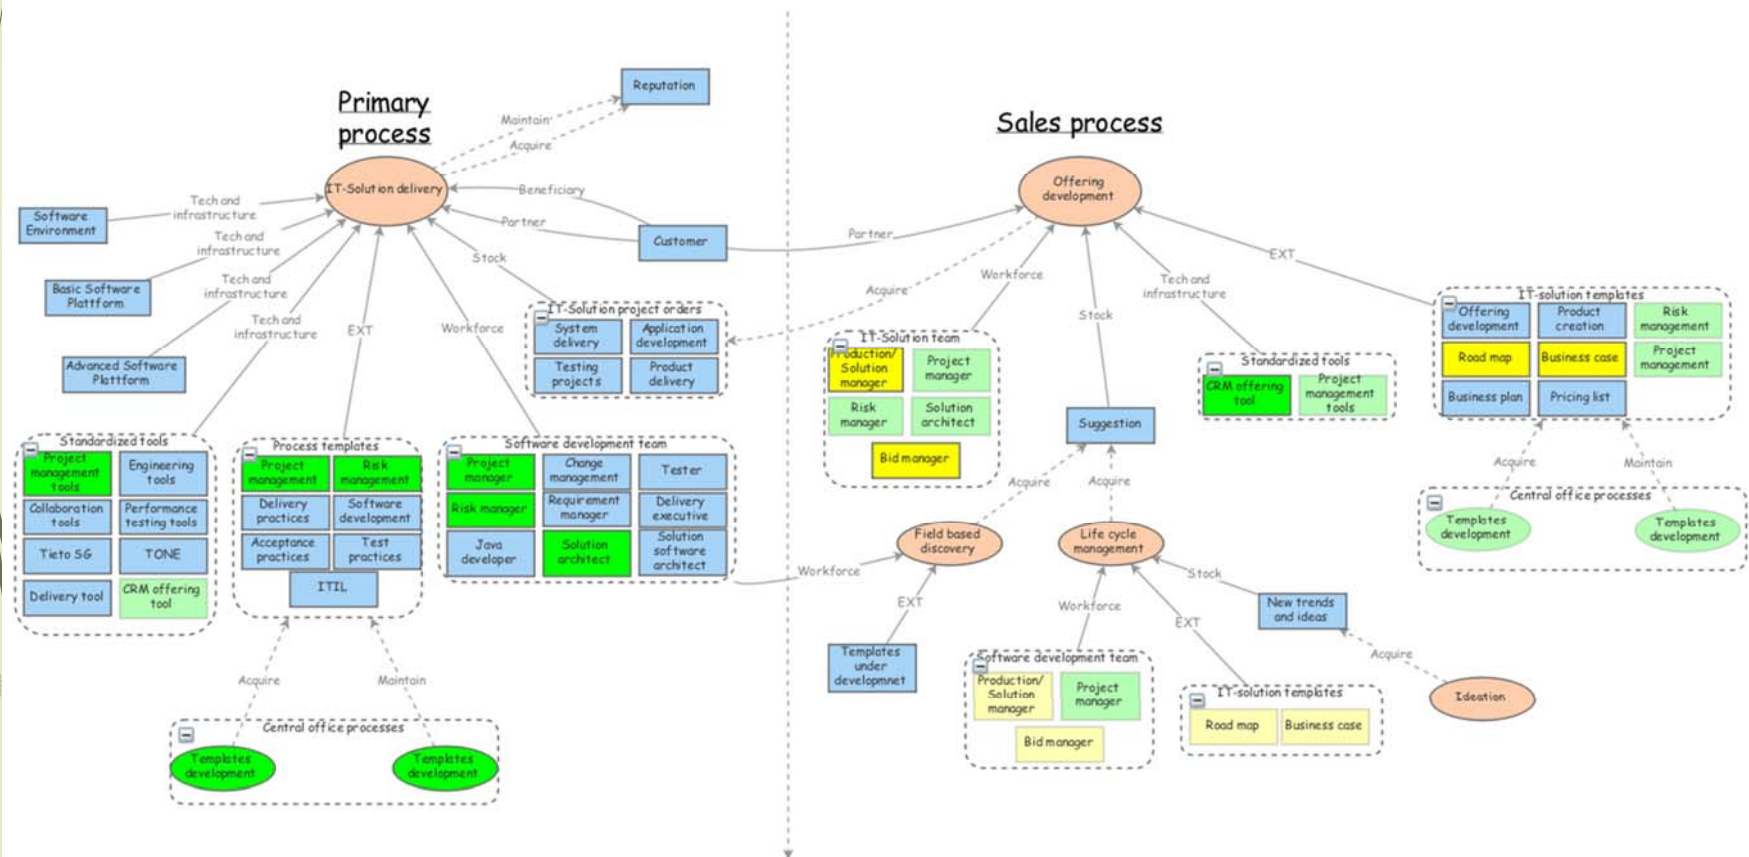 Primary
process
Sales process
Reputation
Maintain
Acquire
IT-Solution delivery
Beneficiary
Partner
Customer
Stock
Tech and
infrastructure
Software
Environment
Tech and
infrastructure
Basic Software
Plattform
Tech and
infrastructure
Advanced Software
Plattform
Tech and
infrastructure
EXT
Workforce
IT-Solution project orders
System
delivery
Application
development
Testing
projects
Product
delivery
Standardized tools
Project
management
tools
Engineering
tools
Collaboration
tools
Performance
testing tools
Tieto SG
TONE
Delivery tool
CRM offering
tool
Process templates
Project
management
Risk
management
Delivery
practices
Software
development
Acceptance
practices
Test
practices
ITIL
Software development team
Project
manager
Change
management
Tester
Risk manager
Requirement
manager
Delivery
executive
Java
developer
Solution
architect
Solution
software
architect
Acquire
Maintain
Central office processes
Templates
development
Templates
development
Offering
development
Partner
Acquire
Workforce
Stock
Tech and
infrastructure
EXT
IT-Solution team
Production/
Solution
manager
Project
manager
Risk
manager
Solution
architect
Bid manager
Suggestion
Standardized tools
CRM offering
tool
Project
management
tools
IT-solution templates
Offering
development
Product
creation
Risk
management
Road map
Business case
Project
management
Business plan
Pricing list
Acquire
Maintain
Central office processes
Templates
development
Templates
development
Acquire
Acquire
Field based
discovery
Life cycle
management
Workforce
EXT
Templates
under
developmnet
Workforce
EXT
Stock
New trends
and ideas
Acquire
Ideation
Software development team
Production/
Solution
manager
Project
manager
Bid manager
IT-solution templates
Road map
Business case